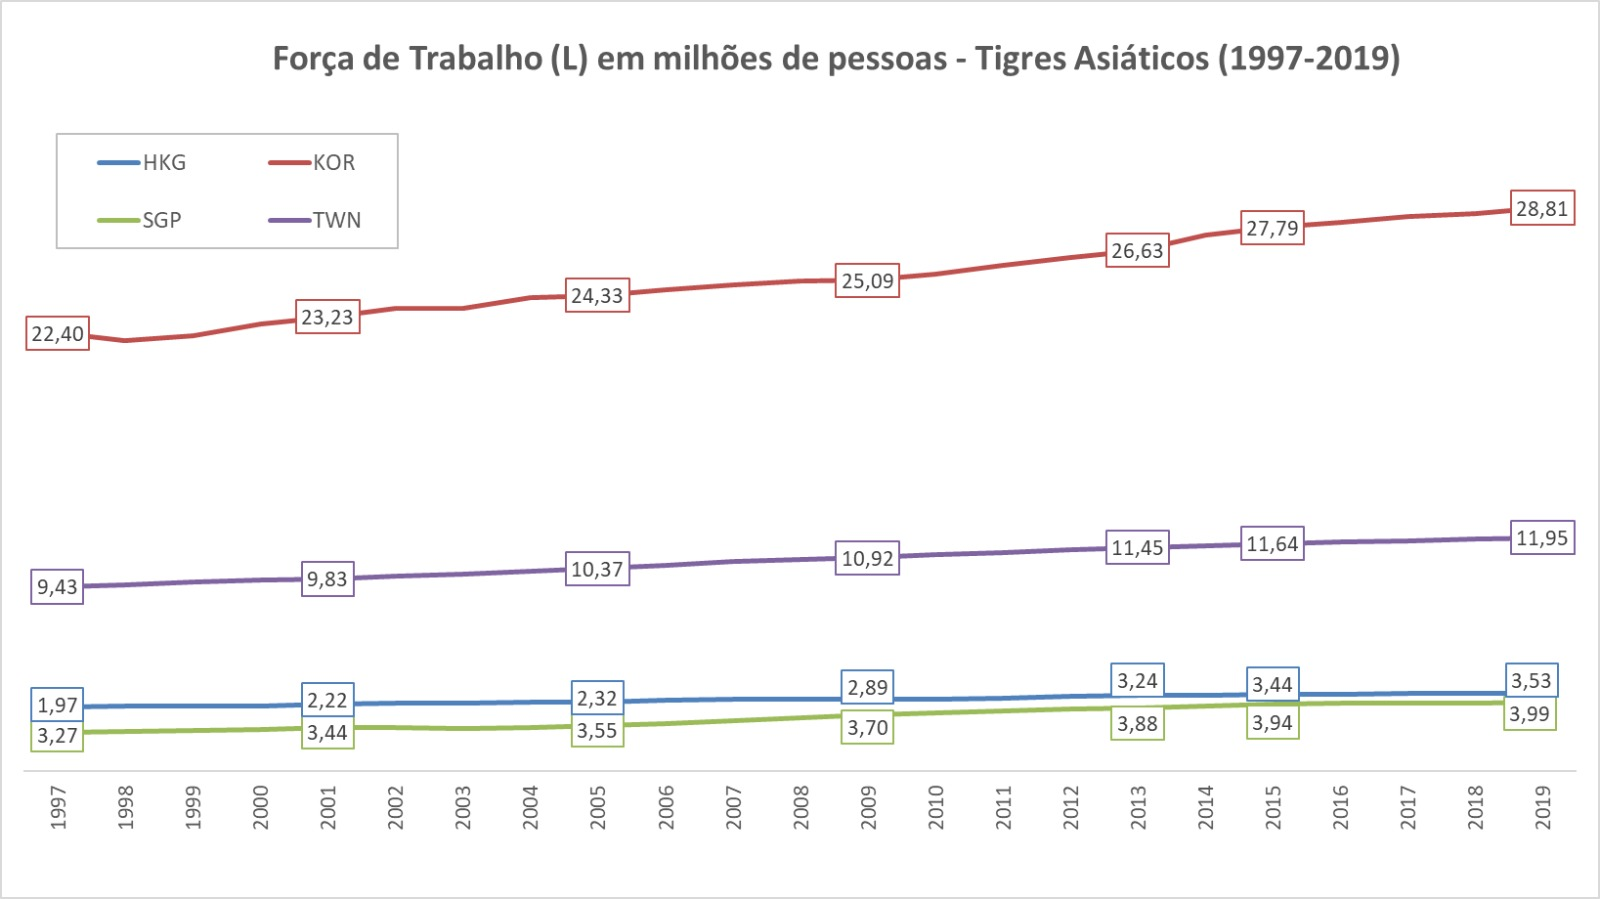 Força de Trabalho (L) em milhões de pessoas - Tigres Asiáticos (1997-2019)
HKG KOR
SGP TWN
22,40 23,23 24,33 25,09 26,63 27,79 28,81
9,43 9,83 10,37 10,92 11,45 11,64 11,95
1,97 2,22 2,32 2,89 3,24 3,44 3,53
3,27 3,44 3,55 3,70 3,88 3,94 3,99
1997 1998 1999 2000 2001 2002 2003 2004 2005 2006 2007 2008 2009 2010 2011 2012 2013 2014 2015 2016 2017 2018 2019